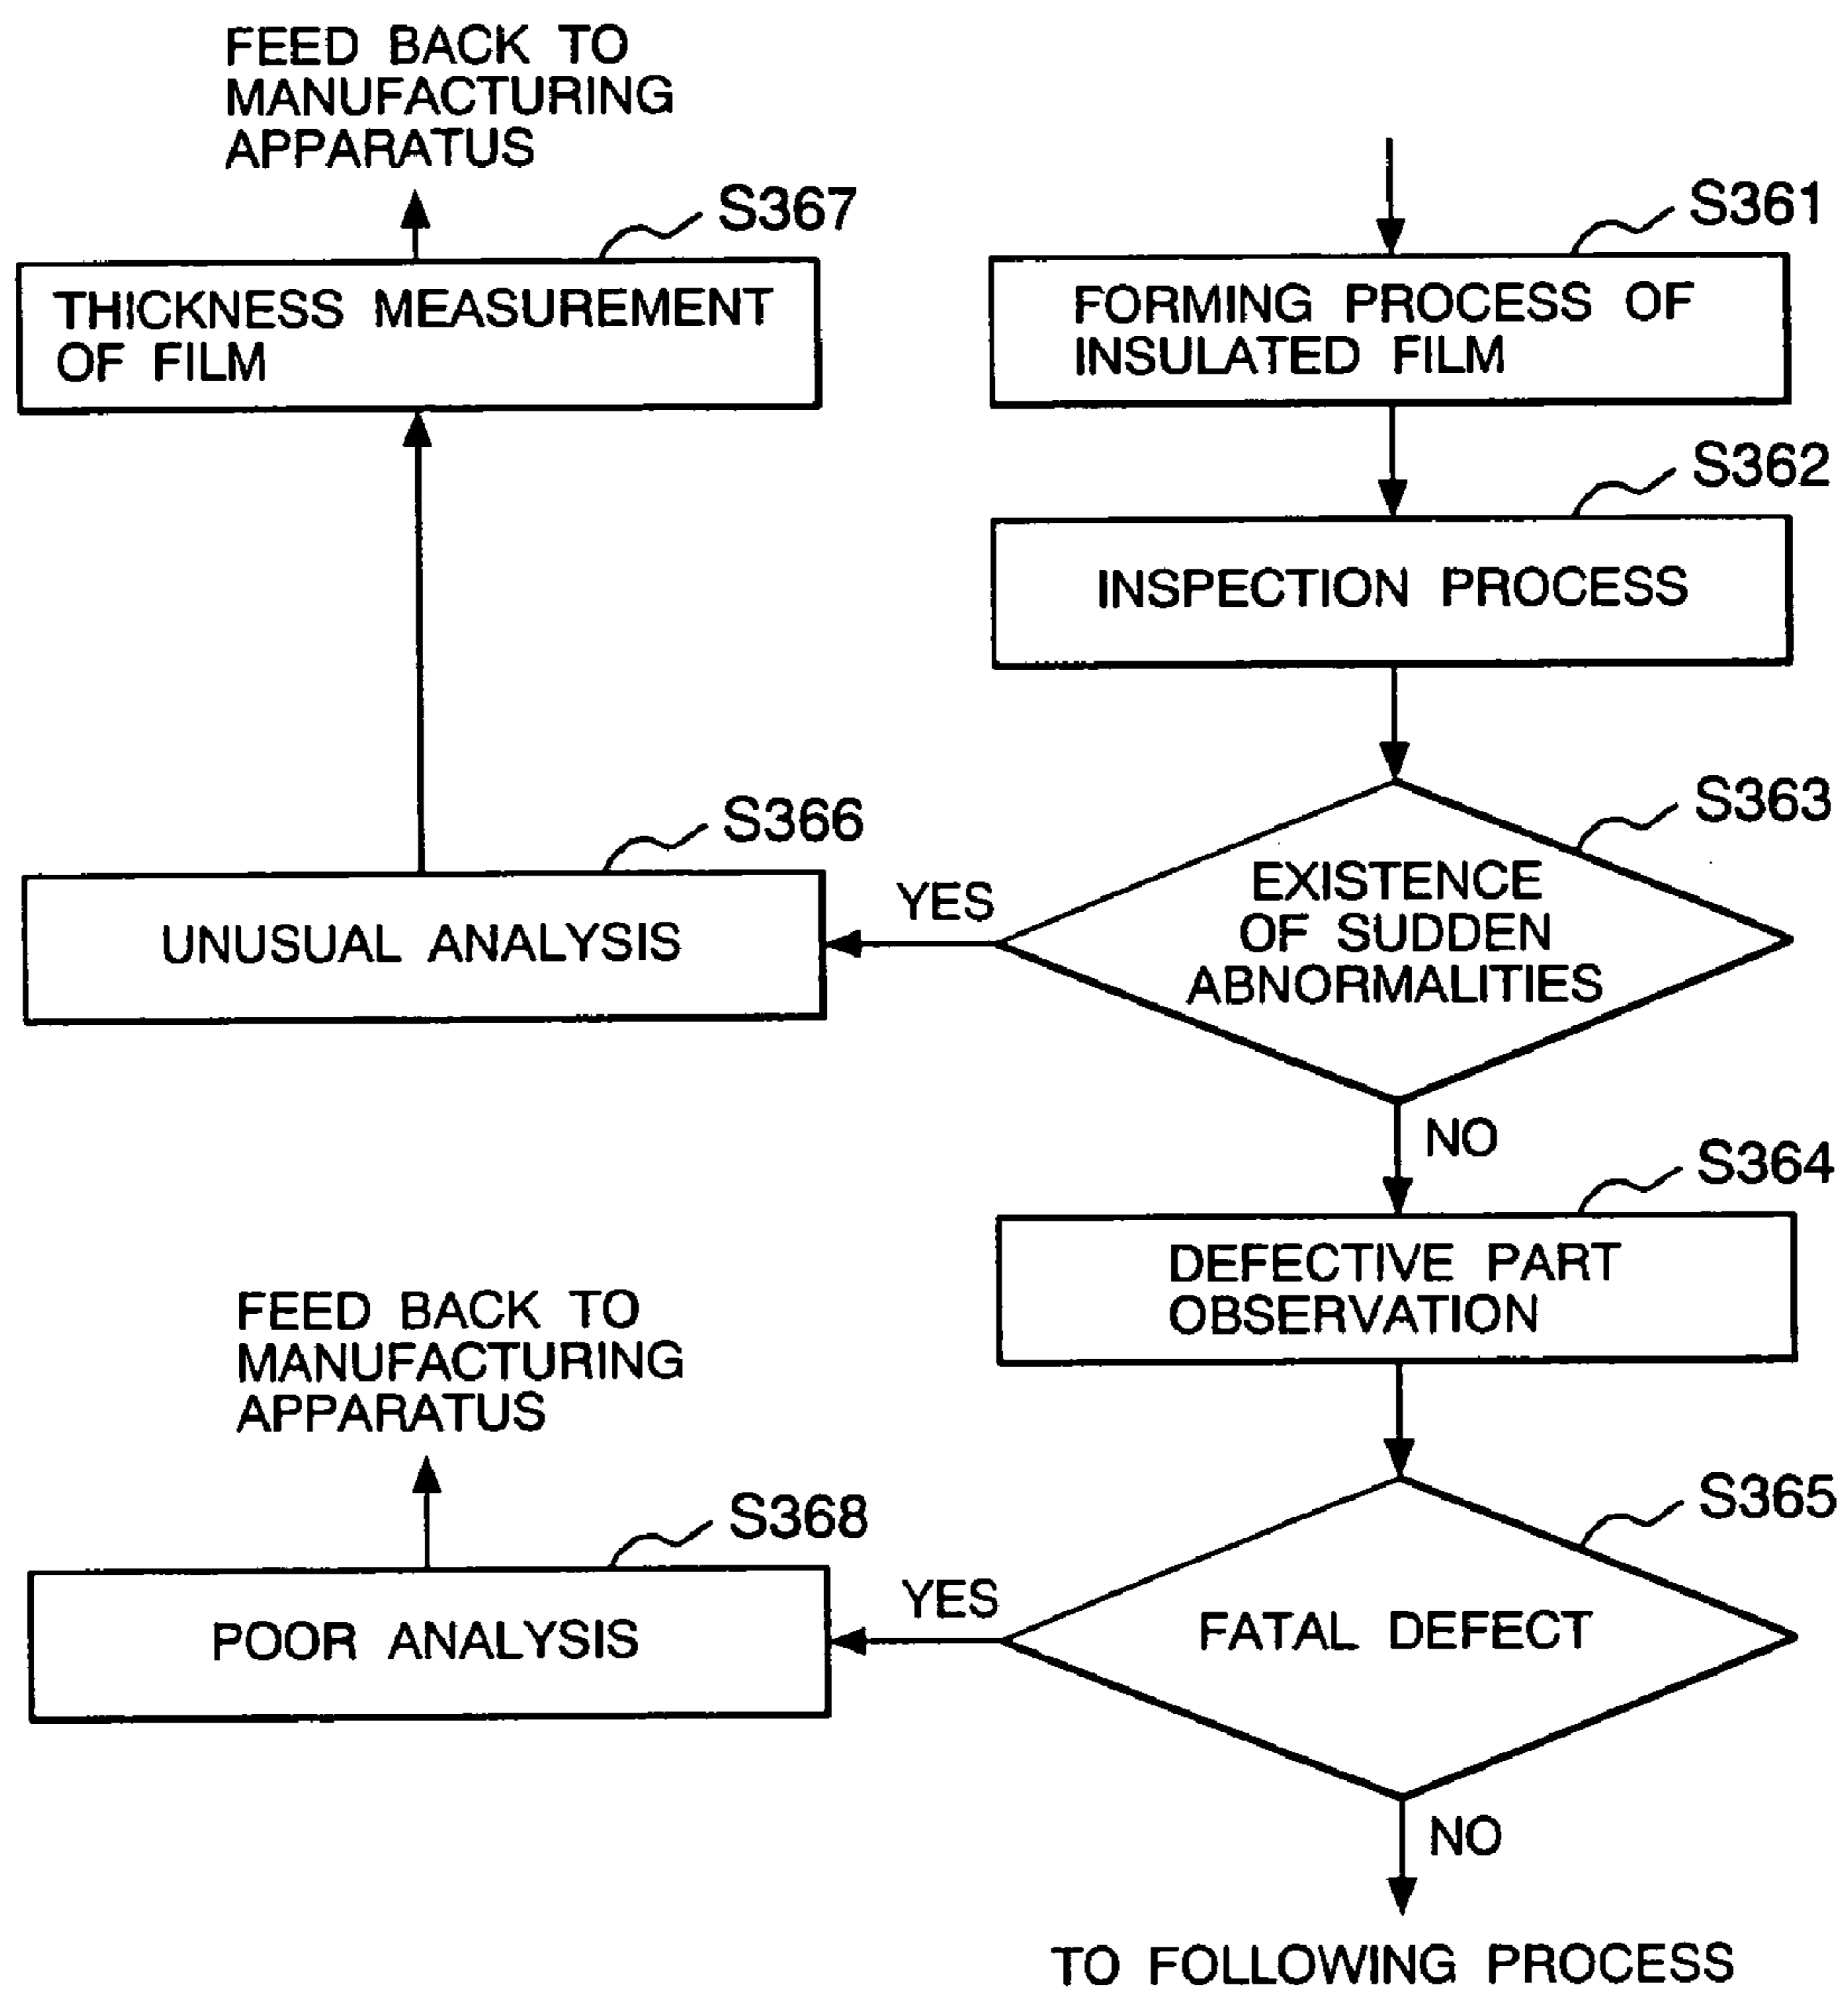 FEED BACK TO
MANUFACTURING
APPARATUS
S367
THICKNESS MEASUREMENT
OF FILM
S361
FORMING PROCESS OF
INSULATED FILM
S362
INSPECTION PROCESS
S363
EXISTENCE
OF SUDDEN
ABNORMALITIES
YES
S366
UNUSUAL ANALYSIS
NO
S364
DEFECTIVE PART
OBSERVATION
FEED BACK TO
MANUFACTURING
APPARATUS
S365
FATAL DEFECT
YES
S368
POOR ANALYSIS
NO
TO FOLLOWING PROCESS